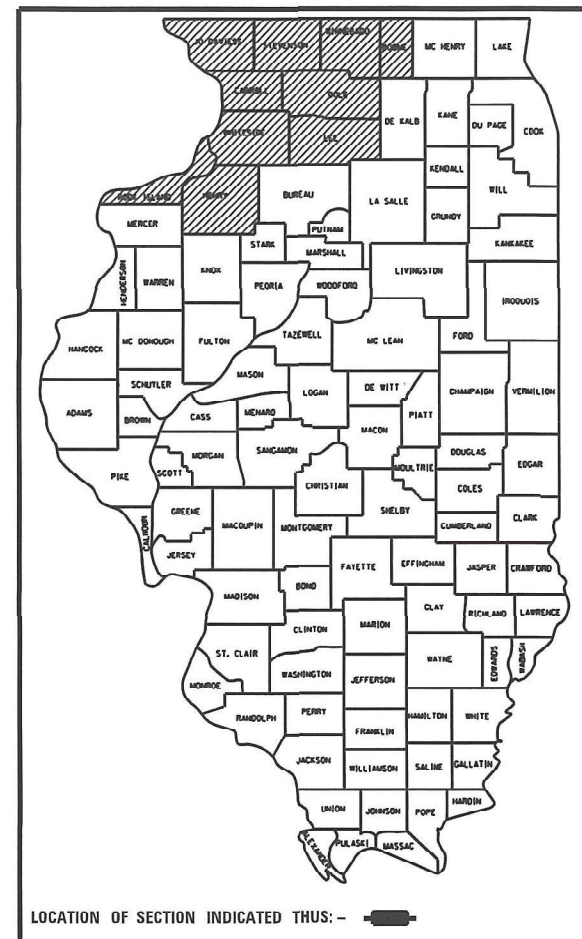 JO DAVIESS STEPHENSON WINNEBAGO BOONE MC HENRY LAKE
CARROLL OGLE DE KALB KANE DU PAGE COOK
WHITESIDE LEE KENDALL WILL
ROCK ISLAND HENRY BUREAU LA SALLE GRUNDY
MERCER PUTNAM KANKAKEE
STARK MARSHALL
HENDERSON WARREN KNOX PEORIA WOODFORD LIVINGSTON IROQUOIS
HANCOCK MC DONOUGH FULTON TAZEWELL MC LEAN FORD
SCHUYLER MASON LOGAN DE WITT CHAMPAIGN VERMILION
ADAMS BROWN CASS MENARD PIATT
MACON
PIKE SCOTT MORGAN SANGAMON MOULTRIE DOUGLAS EDGAR
CHRISTIAN COLES
CALHOUN GREENE MACOUPIN MONTGOMERY SHELBY CUMBERLAND CLARK
JERSEY FAYETTE EFFINGHAM JASPER CRAWFORD
MADISON BOND CLAY RICHLAND LAWRENCE
CLINTON MARION
ST. CLAIR WAYNE EDWARDS WABASH
MONROE WASHINGTON JEFFERSON
RANDOLPH PERRY HAMILTON WHITE
FRANKLIN
JACKSON WILLIAMSON SALINE GALLATIN
UNION JOHNSON POPE HARDIN
ALEXANDER PULASKI MASSAC
LOCATION OF SECTION INDICATED THUS: –